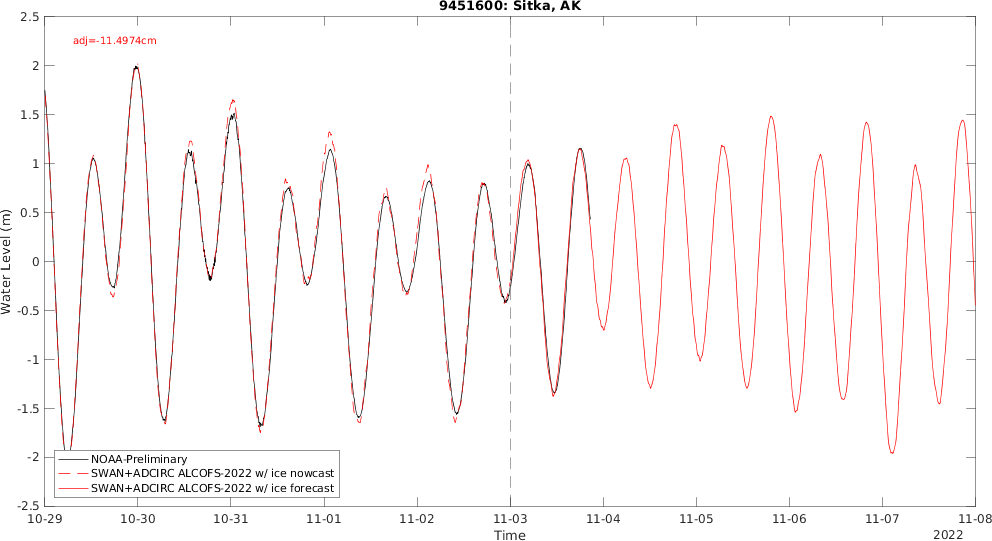 9451600: Sitka, AK
adj=-11.4974cm
2.5
2
1.5
1
0.5
0
-0.5
-1
-1.5
-2
-2.5
Water Level (m)
NOAA-Preliminary
SWAN+ADCIRC ALCOFS-2022 w/ ice nowcast
SWAN+ADCIRC ALCOFS-2022 w/ ice forecast
10-29 10-30 10-31 11-01 11-02 11-03 11-04 11-05 11-06 11-07 11-08
Time
2022